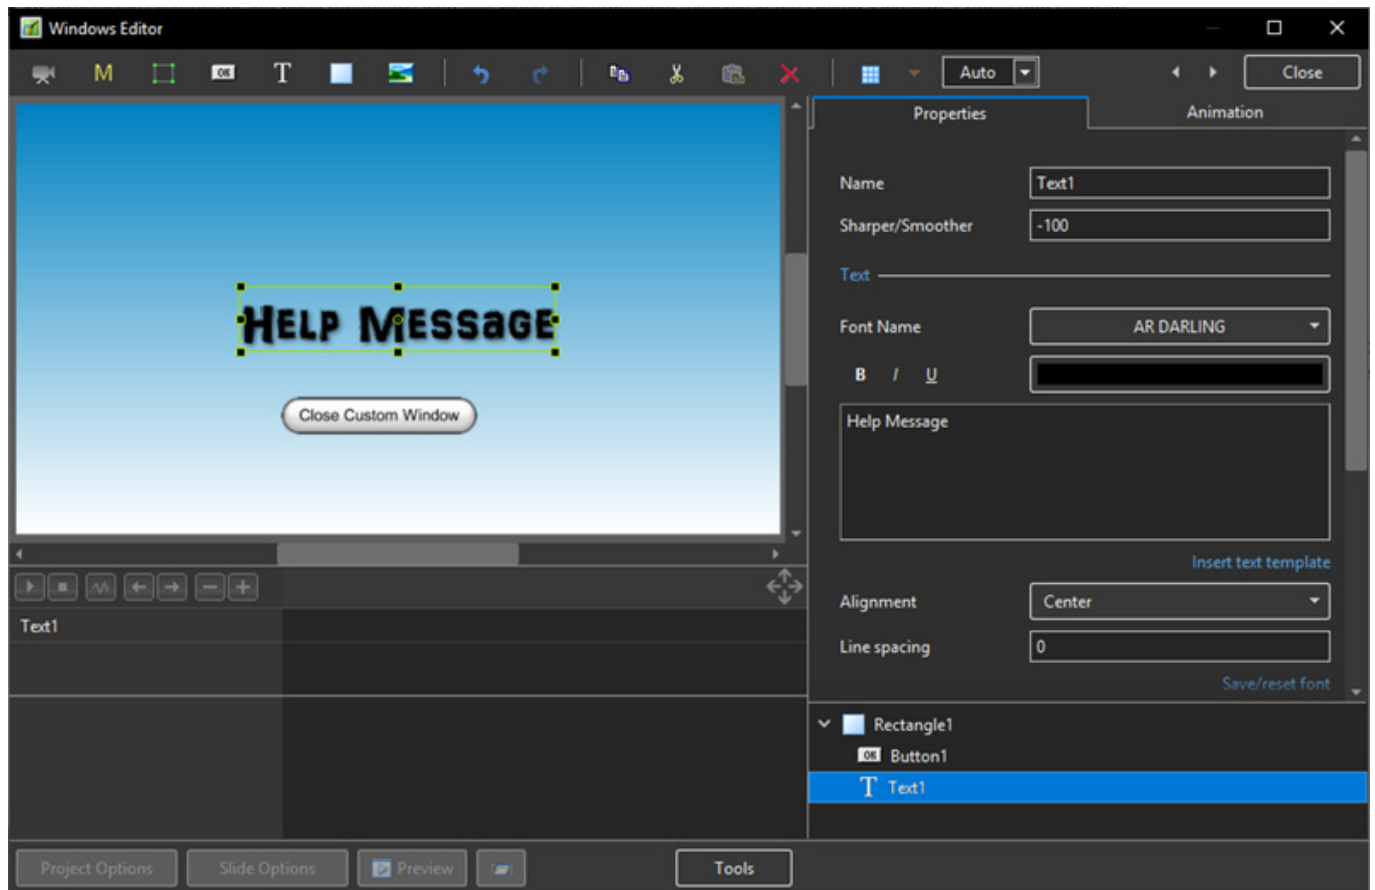 Windows Editor
M OK T Auto Close
Properties Animation
Name Text1
Sharper/Smoother -100
Text
Font Name AR DARLING
B I U
Help Message
Insert text template
Alignment Center
Line spacing 0
Save/reset font
HELP MESSaGE
Close Custom Window
Text1
Rectangle1
OK Button1
T Text1
Project Options Slide Options Preview Tools